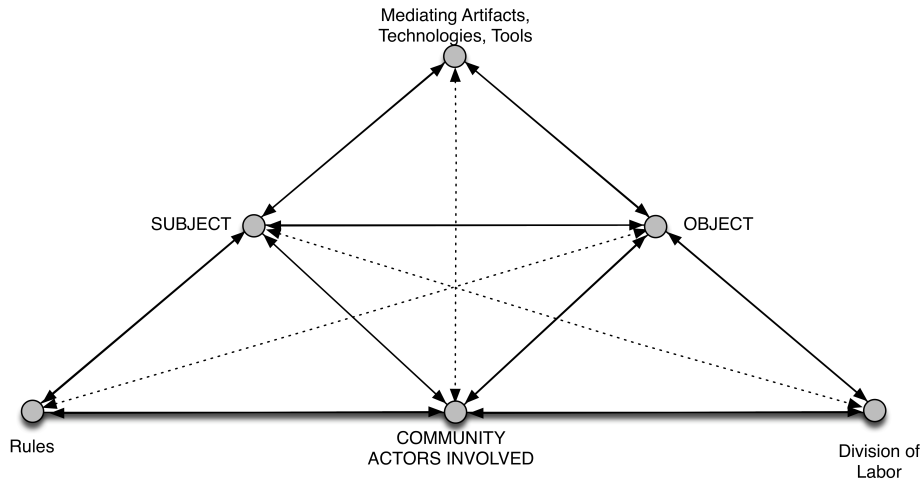 Mediating Artifacts,
Technologies, Tools
SUBJECT
OBJECT
Rules
COMMUNITY
ACTORS INVOLVED
Division of
Labor